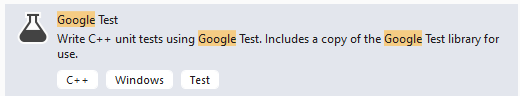 Google Test
Write C++ unit tests using Google Test. Includes a copy of the Google Test library for
use.
C++ Windows Test